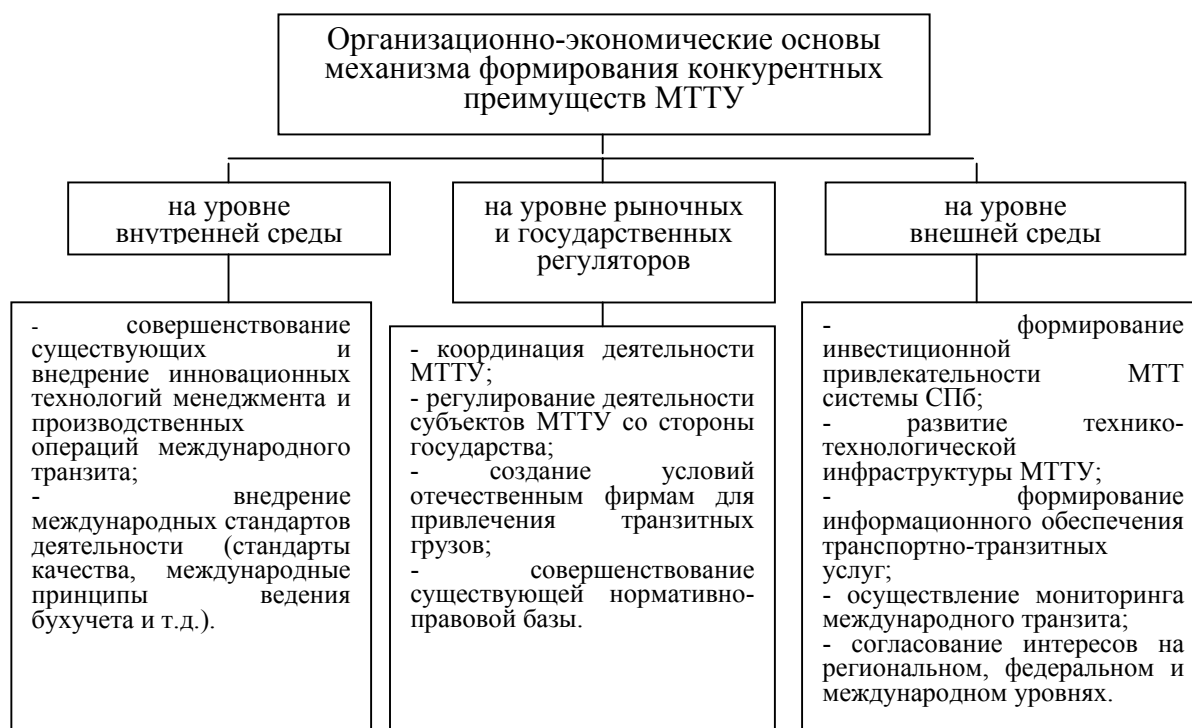 Организационно-экономические основы
механизма формирования конкурентных
преимуществ МТТУ
на уровне
внутренней среды
на уровне рыночных
и государственных
регуляторов
на уровне
внешней среды
- совершенствование
существующих и
внедрение инновационных
технологий менеджмента и
производственных
операций международного
транзита;
- внедрение
международных стандартов
деятельности (стандарты
качества, международные
принципы ведения
бухучета и т.д.).
- координация деятельности
МТТУ;
- регулирование деятельности
субъектов МТТУ со стороны
государства;
- создание условий
отечественным фирмам для
привлечения транзитных
грузов;
- совершенствование
существующей нормативно-
правовой базы.
- формирование
инвестиционной
привлекательности МТТ
системы СПб;
- развитие технико-
технологической
инфраструктуры МТТУ;
- формирование
информационного обеспечения
транспортно-транзитных
услуг;
- осуществление мониторинга
международного транзита;
- согласование интересов на
региональном, федеральном и
международном уровнях.